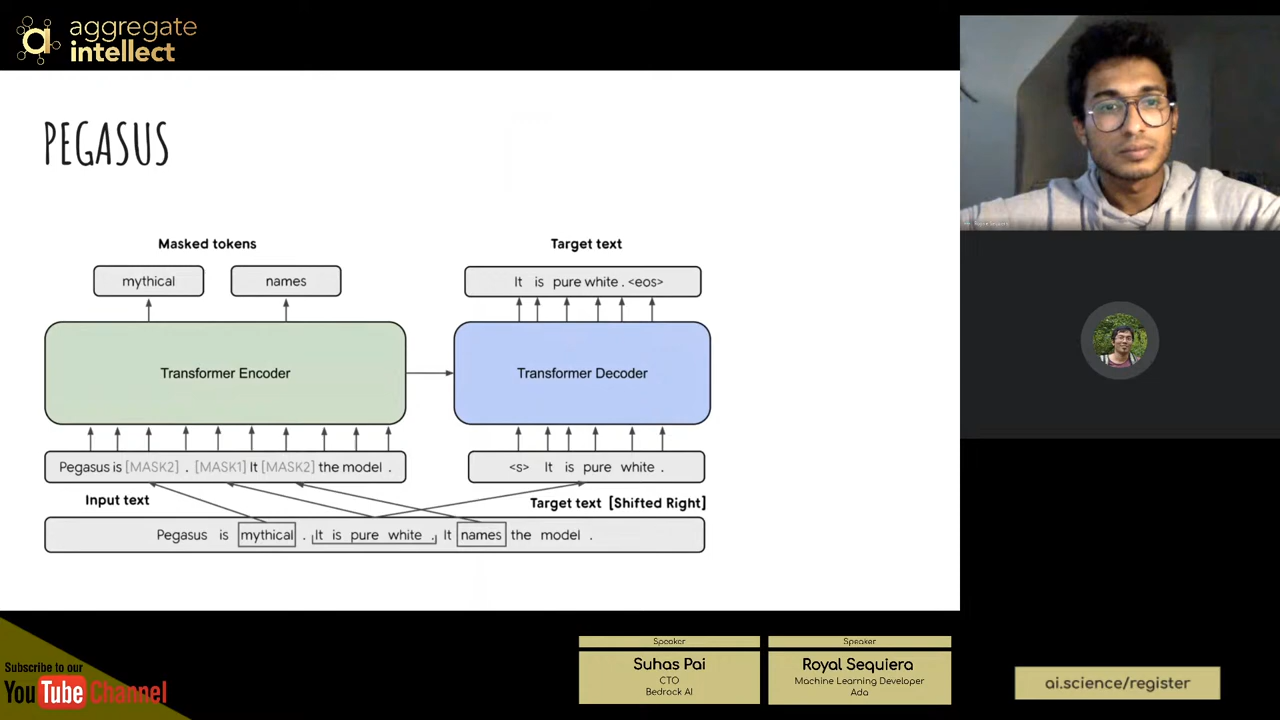 aggregate
intellect
PEGASUS
Masked tokens
Target text
mythical
names
It is pure white . <eos>
Transformer Encoder
Transformer Decoder
Pegasus is [MASK2] . [MASK1] It [MASK2] the model .
<s> It is pure white .
Input text
Target text [Shifted Right]
Pegasus is mythical . It is pure white . It names the model .
Subscribe to our
YouTube Channel
Speaker
Suhas Pai
CTO
Bedrock AI
Speaker
Royal Sequiera
Machine Learning Developer
Ada
ai.science/register